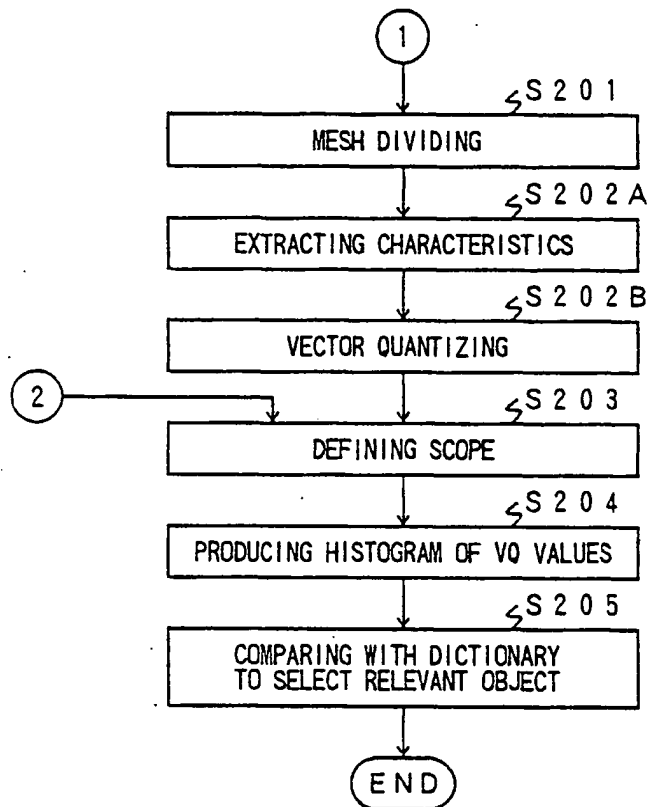 1
S201
MESH DIVIDING
S202A
EXTRACTING CHARACTERISTICS
S202B
VECTOR QUANTIZING
2
S203
DEFINING SCOPE
S204
PRODUCING HISTOGRAM OF VQ VALUES
S205
COMPARING WITH DICTIONARY
TO SELECT RELEVANT OBJECT
END